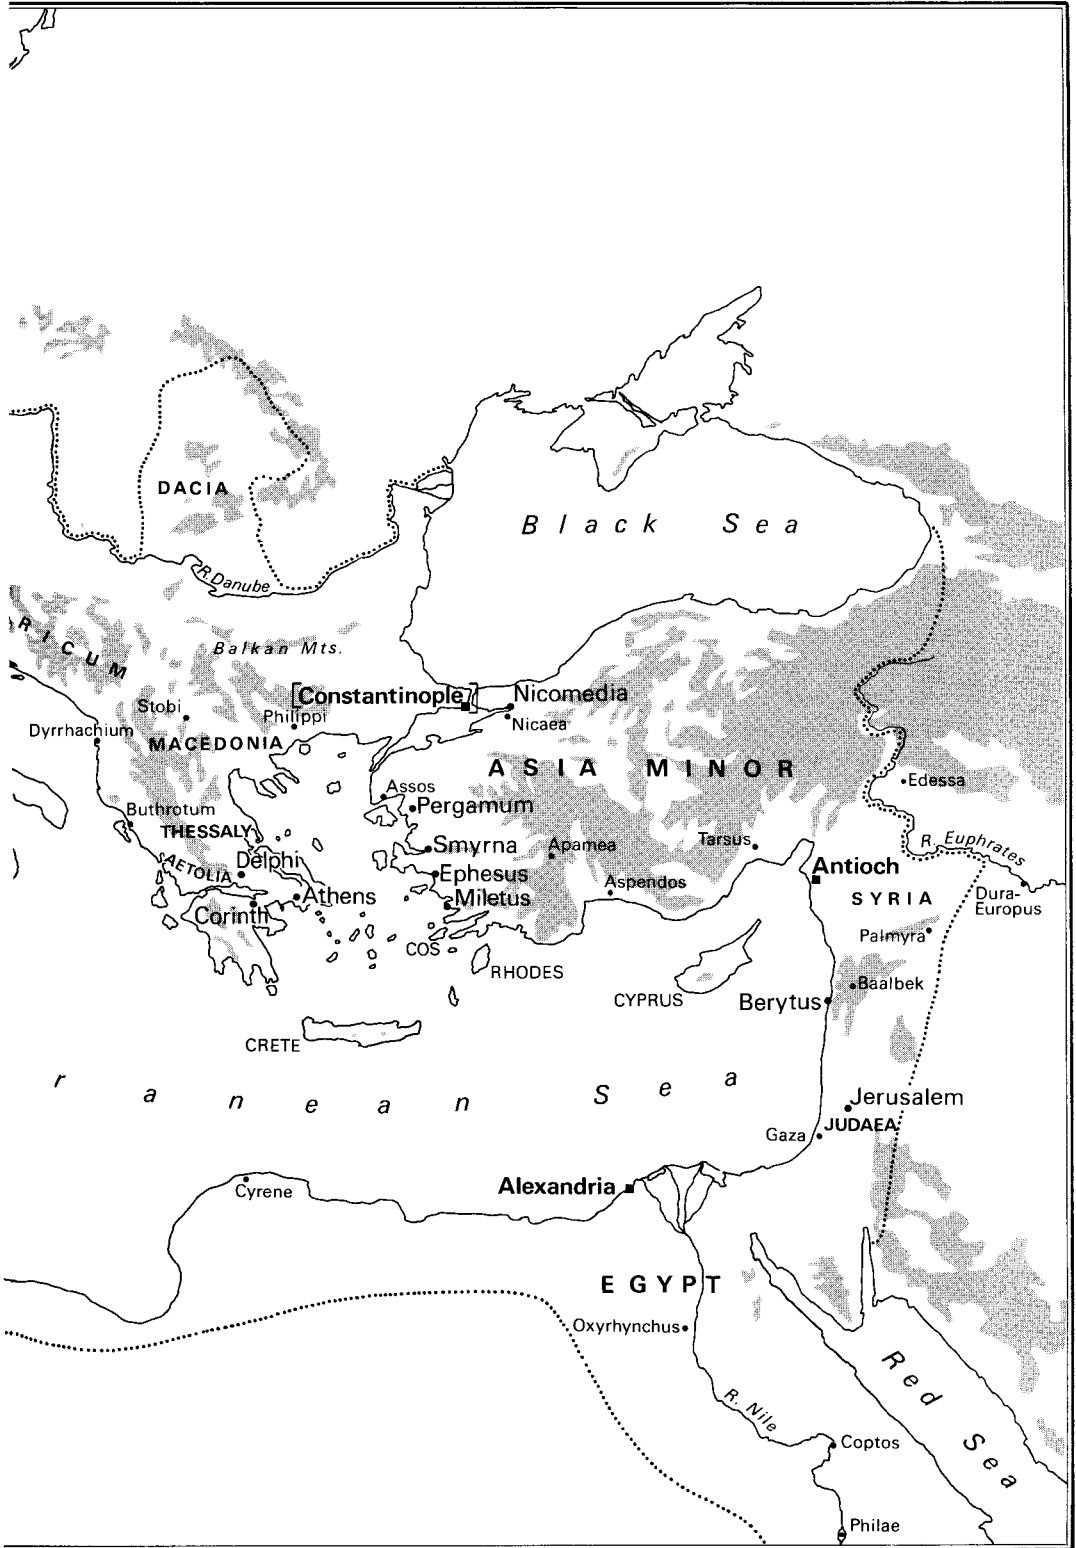 DACIA
Black Sea
R. Danube
RICUM
Balkan Mts.
[Constantinople]
Nicomedia
Stobi
Philippi
Nicaea
Dyrrhachium
MACEDONIA
ASIA MINOR
Edessa
Assos
Pergamum
Buthrotum
THESSALY
Smyrna
Apamea
Tarsus
R. Euphrates
Delphi
AETOLIA
Ephesus
Antioch
Aspendos
Athens
Miletus
SYRIA
Dura-
Europus
Corinth
Palmyra
COS
RHODES
CYPRUS
Berytus
Baalbek
CRETE
ranean Sea
Jerusalem
JUDAEA
Gaza
Cyrene
Alexandria
EGYPT
Oxyrhynchus
Red Sea
R. Nile
Coptos
Philae